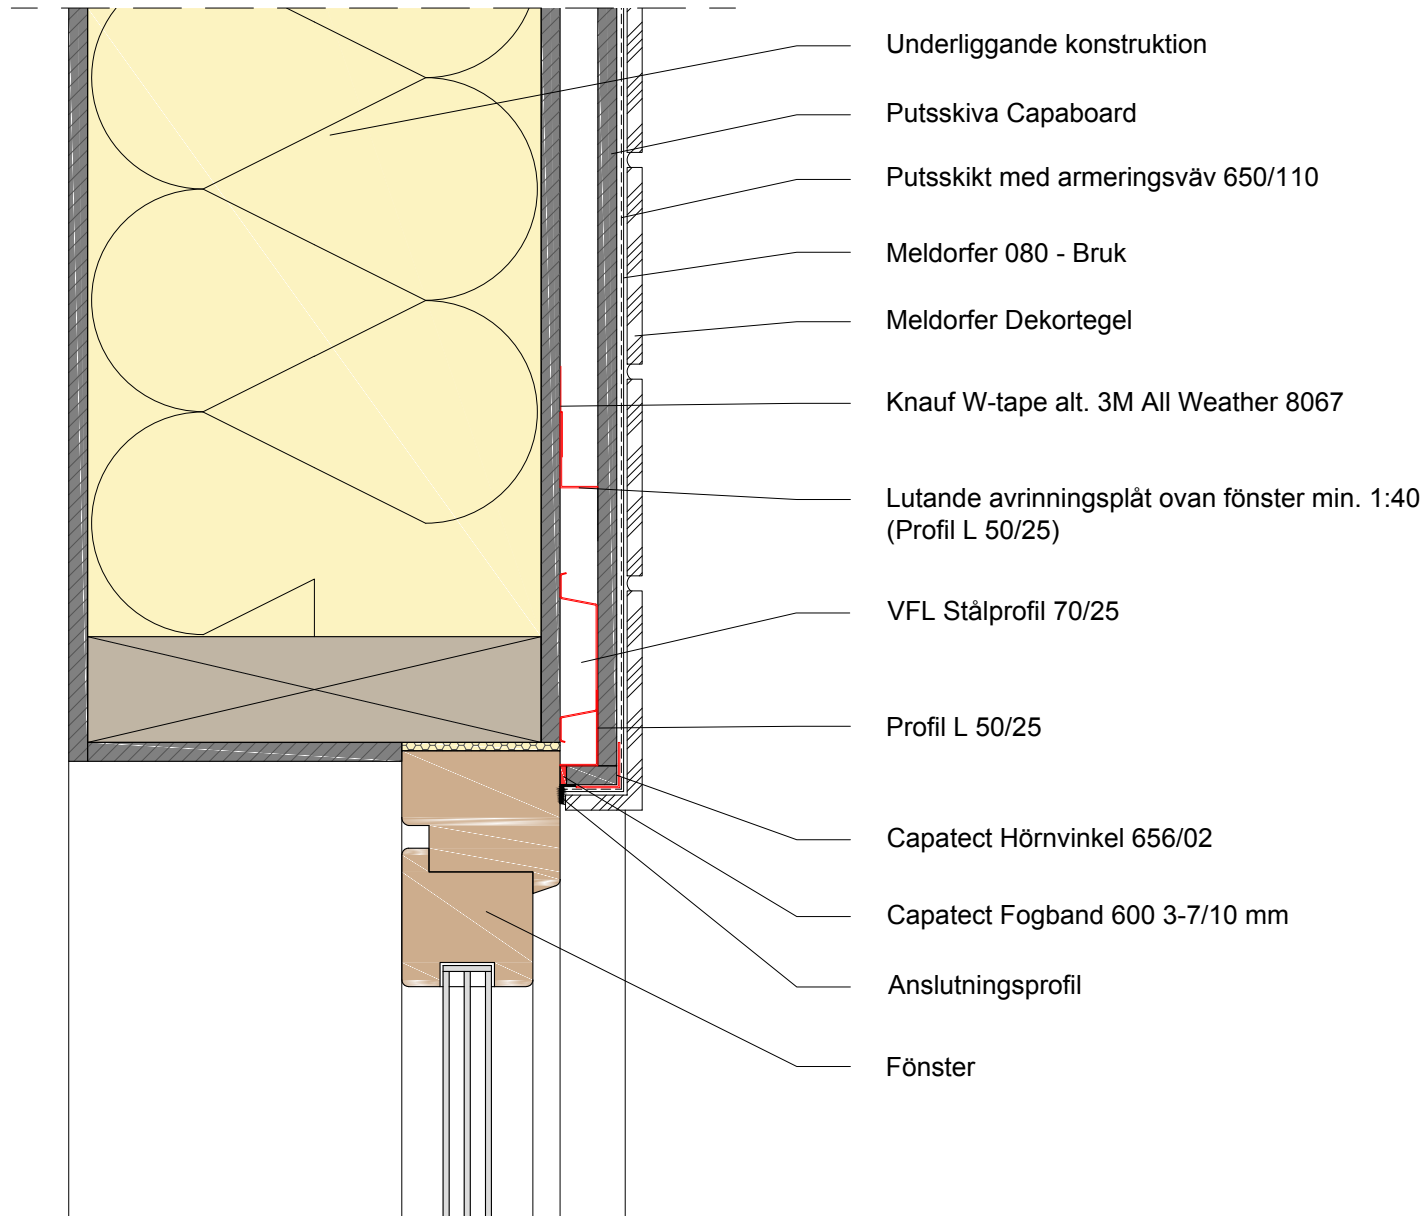 Underliggande konstruktion
Putsskiva Capaboard
Putsskikt med armeringsväv 650/110
Meldorfer 080 - Bruk
Meldorfer Dekortegel
Knauf W-tape alt. 3M All Weather 8067
Lutande avrinningsplåt ovan fönster min. 1:40
(Profil L 50/25)
VFL Stålprofil 70/25
Profil L 50/25
Capatect Hörnvinkel 656/02
Capatect Fogband 600 3-7/10 mm
Anslutningsprofil
Fönster